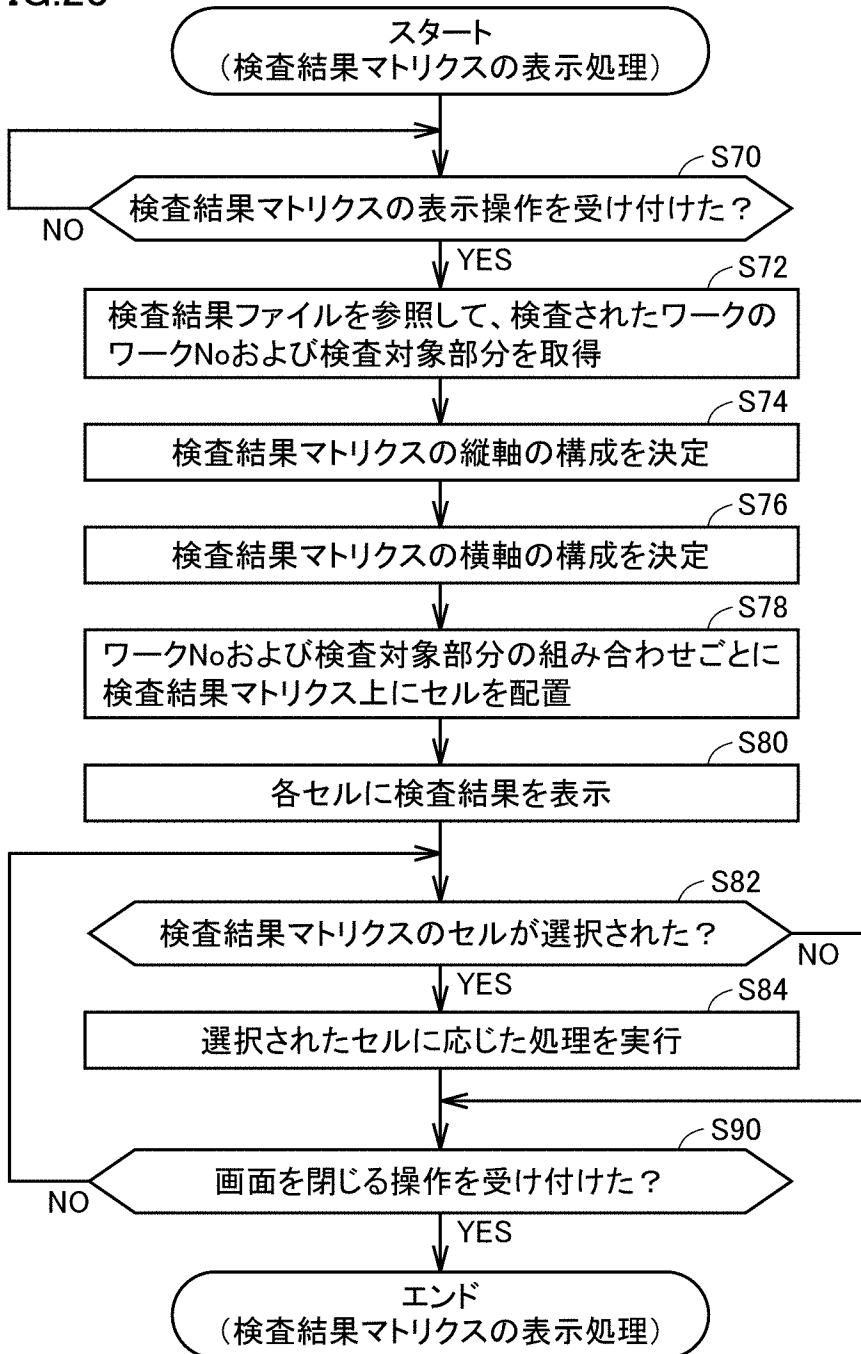 スタート
(検査結果マトリクスの表示処理)
S70
検査結果マトリクスの表示操作を受け付けた？
NO
YES
S72
検査結果ファイルを参照して、検査されたワークの
ワークNoおよび検査対象部分を取得
S74
検査結果マトリクスの縦軸の構成を決定
S76
検査結果マトリクスの横軸の構成を決定
S78
ワークNoおよび検査対象部分の組み合わせごとに
検査結果マトリクス上にセルを配置
S80
各セルに検査結果を表示
S82
検査結果マトリクスのセルが選択された？
NO
YES
S84
選択されたセルに応じた処理を実行
S90
画面を閉じる操作を受け付けた？
NO
YES
エンド
(検査結果マトリクスの表示処理)